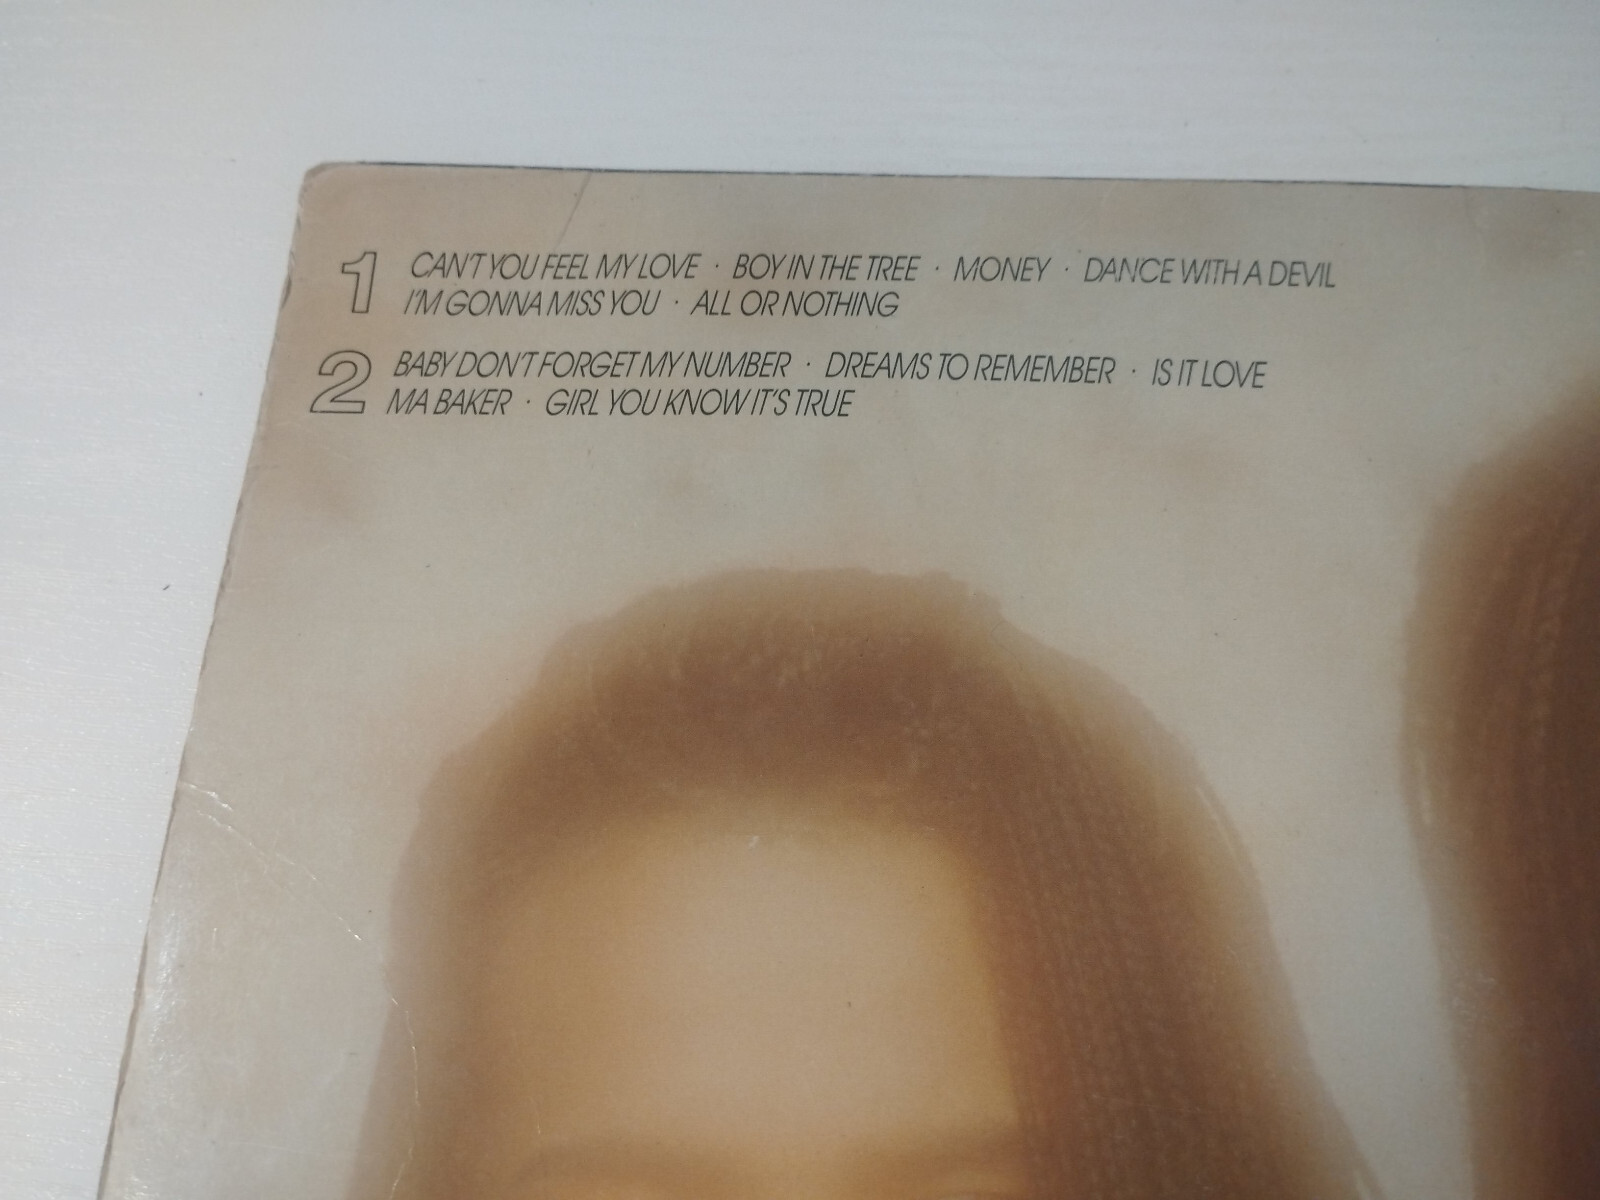 1 CAN'T YOU FEEL MY LOVE · BOY IN THE TREE · MONEY · DANCE WITH A DEVIL
I'M GONNA MISS YOU · ALL OR NOTHING
2 BABY DON'T FORGET MY NUMBER · DREAMS TO REMEMBER · IS IT LOVE
MA BAKER · GIRL YOU KNOW IT'S TRUE